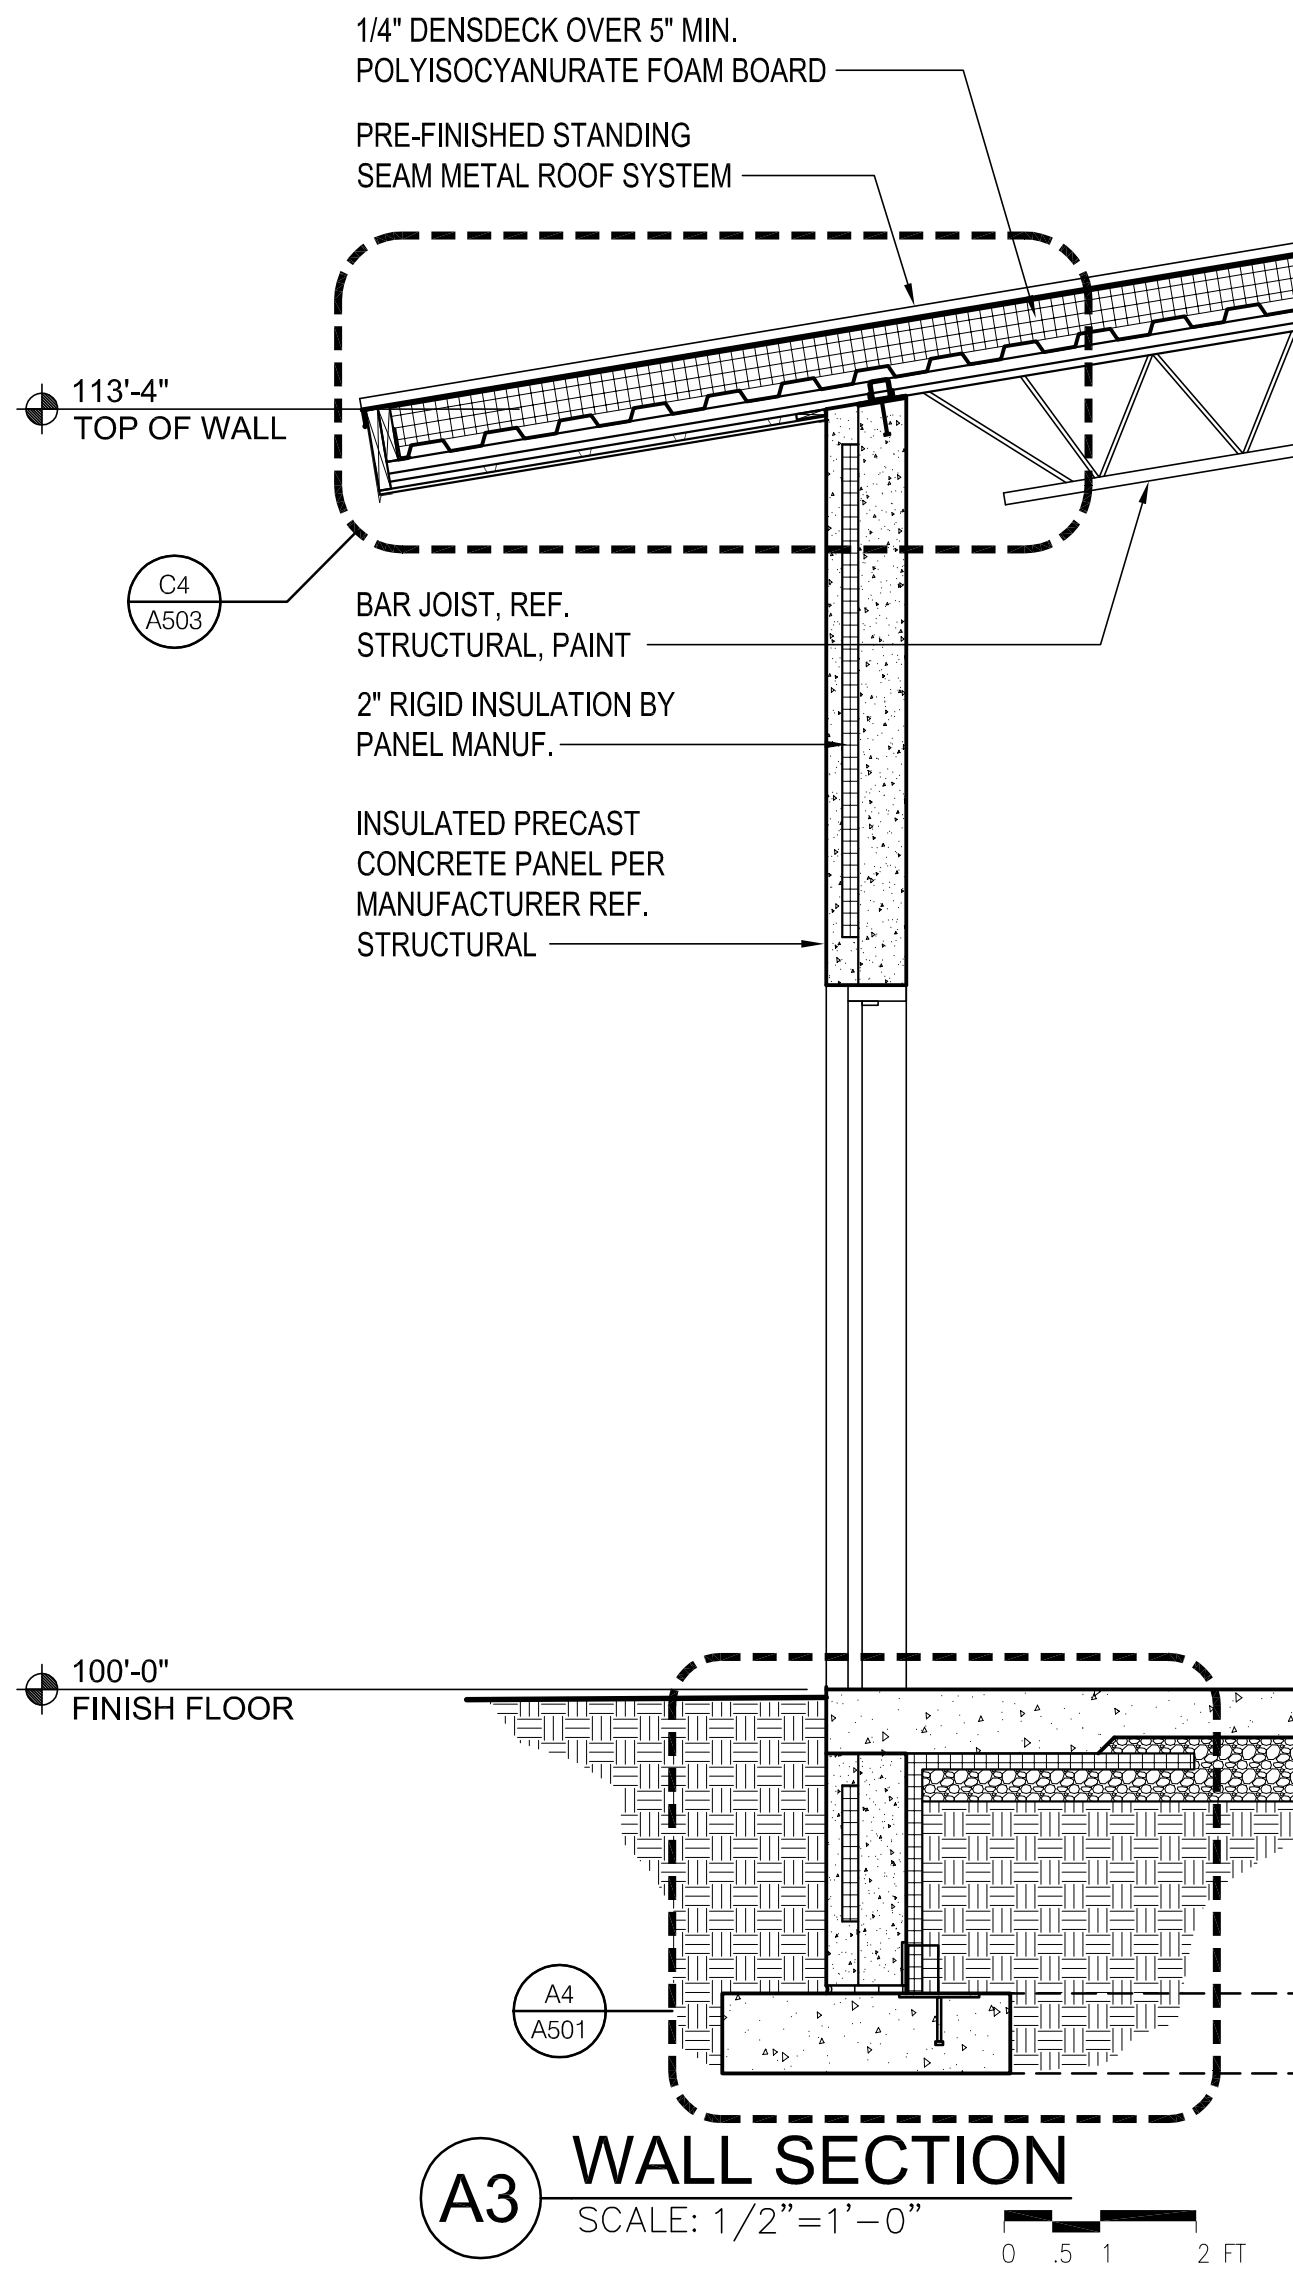 1/4" DENSDECK OVER 5" MIN.
POLYISOCYANURATE FOAM BOARD
PRE-FINISHED STANDING
SEAM METAL ROOF SYSTEM
113'-4"
TOP OF WALL
C4
A503
BAR JOIST, REF.
STRUCTURAL, PAINT
2" RIGID INSULATION BY
PANEL MANUF.
INSULATED PRECAST
CONCRETE PANEL PER
MANUFACTURER REF.
STRUCTURAL
100'-0"
FINISH FLOOR
A4
A501
A3
WALL SECTION
SCALE: 1/2"=1'-0"
0 .5 1 2 FT